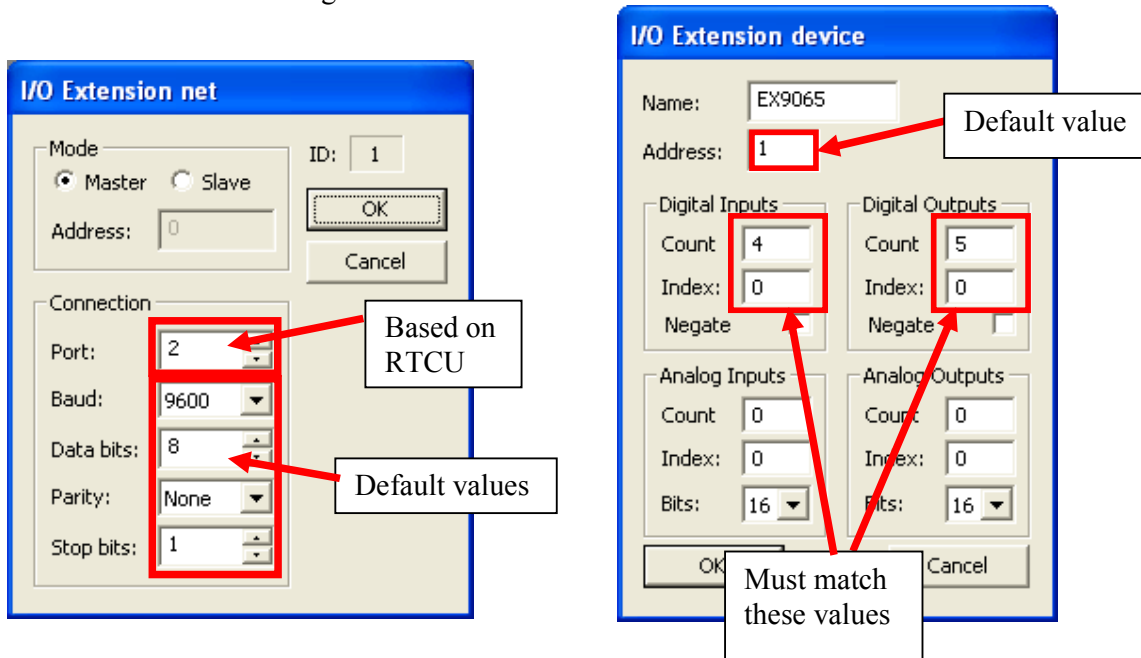 I/O Extension net
Mode
Master Slave
Address: 0
ID: 1
OK
Cancel
Connection
Port: 2
Baud: 9600
Data bits: 8
Parity: None
Stop bits: 1
Based on
RTCU
Default values
I/O Extension device
Name: EX9065
Address: 1
Default value
Digital Inputs
Count 4
Index: 0
Negate
Digital Outputs
Count 5
Index: 0
Negate
Analog Inputs
Count 0
Index: 0
Bits: 16
Analog Outputs
Count 0
Index: 0
Bits: 16
OK
Cancel
Must match
these values